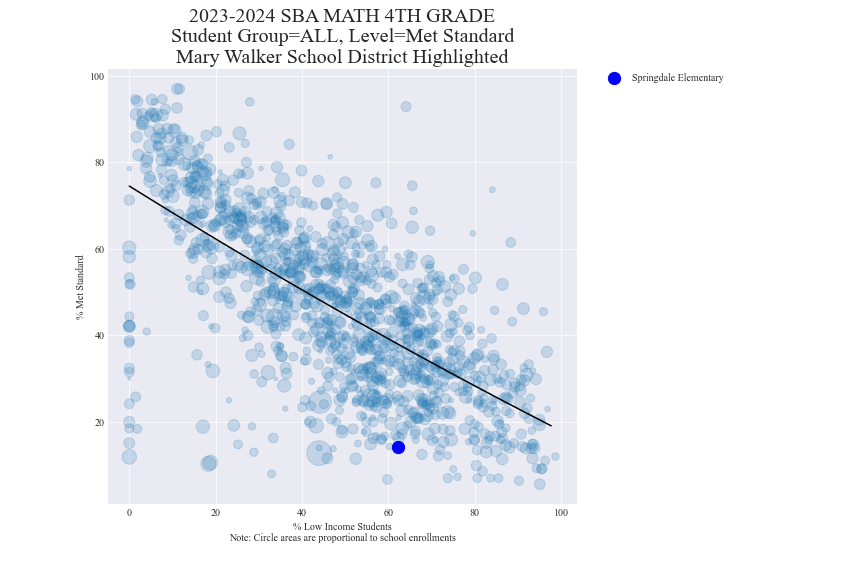 2023-2024 SBA MATH 4TH GRADE
Student Group=ALL, Level=Met Standard
Mary Walker School District Highlighted
Springdale Elementary
% Met Standard
100
80
60
40
20
0 20 40 60 80 100
% Low Income Students
Note: Circle areas are proportional to school enrollments